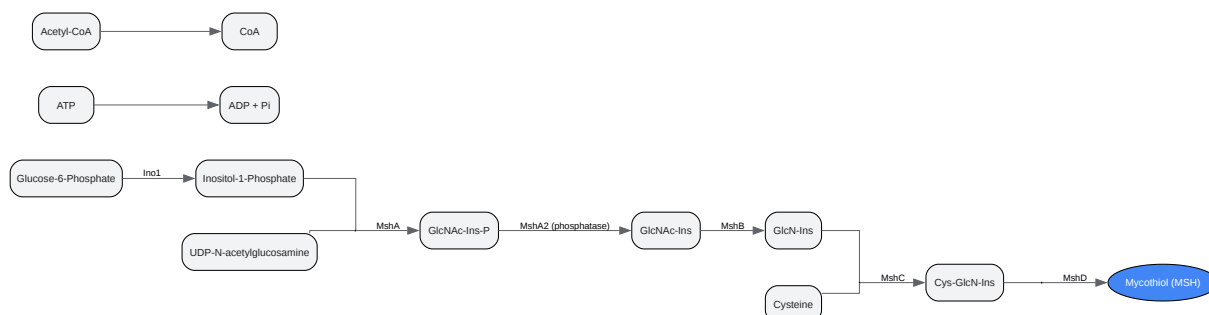 Acetyl-CoA
CoA
ATP
ADP + Pi
Glucose-6-Phosphate
Ino1
Inositol-1-Phosphate
UDP-N-acetylglucosamine
MshA
GlcNAc-Ins-P
MshA2 (phosphatase)
GlcNAc-Ins
MshB
GlcN-Ins
Cysteine
MshC
Cys-GlcN-Ins
MshD
Mycothiol (MSH)